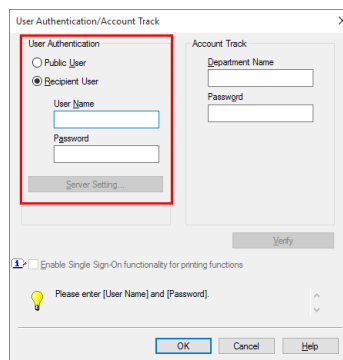 User Authentication/Account Track
User Authentication
Public User
Recipient User
User Name
Password
Server Setting...
Account Track
Department Name
Password
Verify
Enable Single Sign-On functionality for printing functions
Please enter [User Name] and [Password].
OK
Cancel
Help